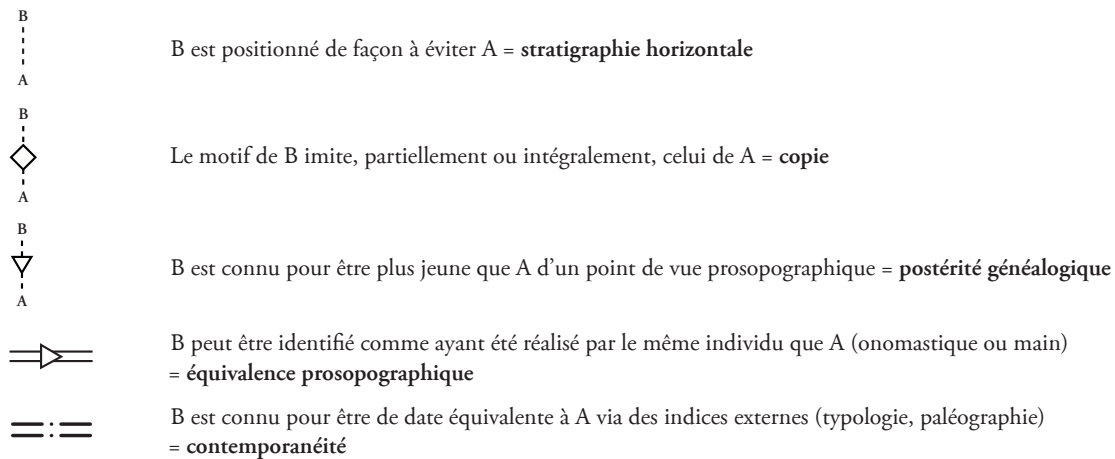 B
B est positionné de façon à éviter A = stratigraphie horizontale
A
B
Le motif de B imite, partiellement ou intégralement, celui de A = copie
A
B
B est connu pour être plus jeune que A d’un point de vue prosopographique = postérité généalogique
A
B peut être identifié comme ayant été réalisé par le même individu que A (onomastique ou main)
= équivalence prosopographique
B est connu pour être de date équivalente à A via des indices externes (typologie, paléographie)
= contemporanéité